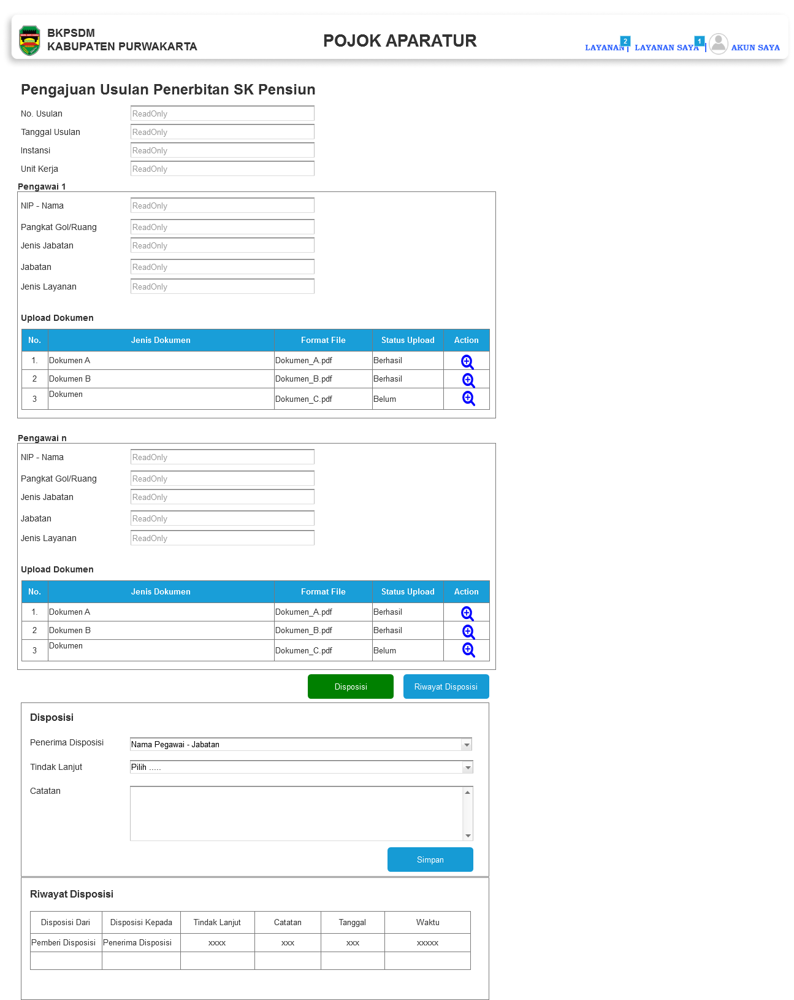 BKPSDM
KABUPATEN PURWAKARTA
POJOK APARATUR
LAYANAN 2 | LAYANAN SAYA 1 | AKUN SAYA
Pengajuan Usulan Penerbitan SK Pensiun
No. Usulan ReadOnly
Tanggal Usulan ReadOnly
Instansi ReadOnly
Unit Kerja ReadOnly
Pengawai 1
NIP - Nama ReadOnly
Pangkat Gol/Ruang ReadOnly
Jenis Jabatan ReadOnly
Jabatan ReadOnly
Jenis Layanan ReadOnly
Upload Dokumen
No. Jenis Dokumen Format File Status Upload Action
1. Dokumen A Dokumen_A.pdf Berhasil
2 Dokumen B Dokumen_B.pdf Berhasil
3 Dokumen Dokumen_C.pdf Belum
Pengawai n
NIP - Nama ReadOnly
Pangkat Gol/Ruang ReadOnly
Jenis Jabatan ReadOnly
Jabatan ReadOnly
Jenis Layanan ReadOnly
Upload Dokumen
No. Jenis Dokumen Format File Status Upload Action
1. Dokumen A Dokumen_A.pdf Berhasil
2 Dokumen B Dokumen_B.pdf Berhasil
3 Dokumen Dokumen_C.pdf Belum
Disposisi Riwayat Disposisi
Disposisi
Penerima Disposisi Nama Pegawai - Jabatan
Tindak Lanjut Pilih .....
Catatan
Simpan
Riwayat Disposisi
Disposisi Dari Disposisi Kepada Tindak Lanjut Catatan Tanggal Waktu
Pemberi Disposisi Penerima Disposisi xxxx xxx xxx xxxxx